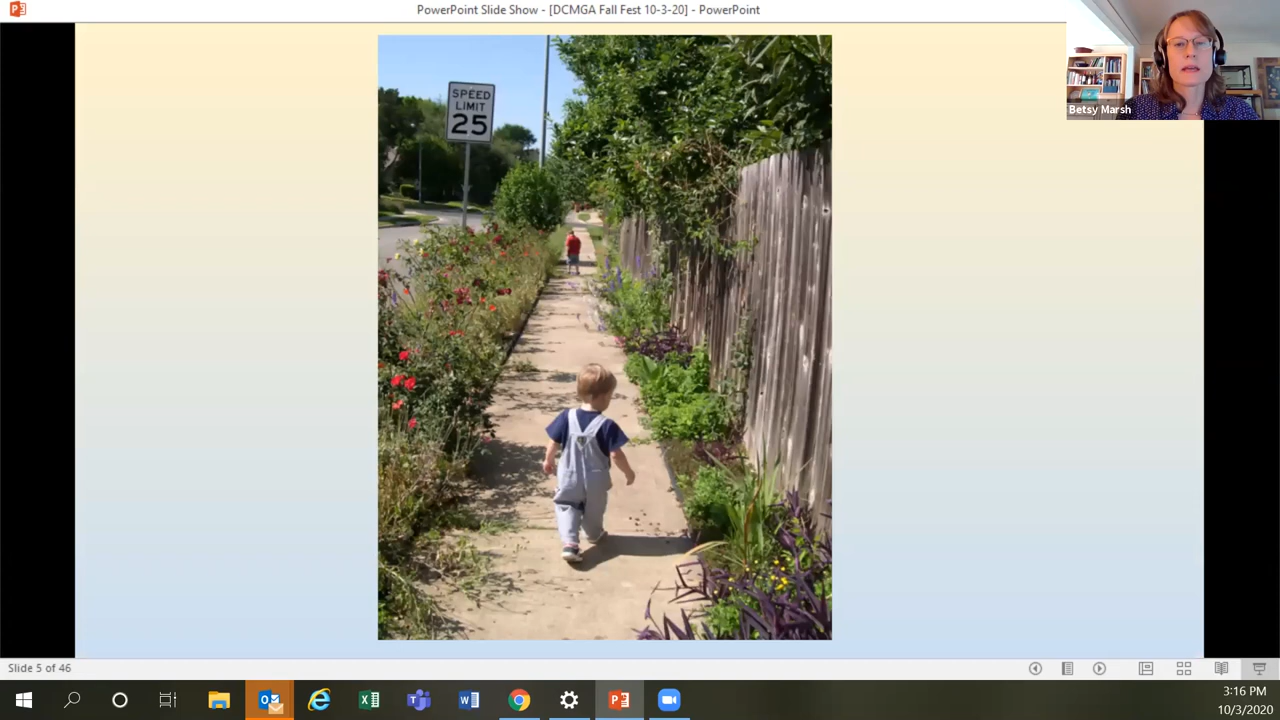 PowerPoint Slide Show - [DCMGA Fall Fest 10-3-20] - PowerPoint
Betsy Marsh
SPEED
LIMIT
25
Slide 5 of 46
3:16 PM
10/3/2020